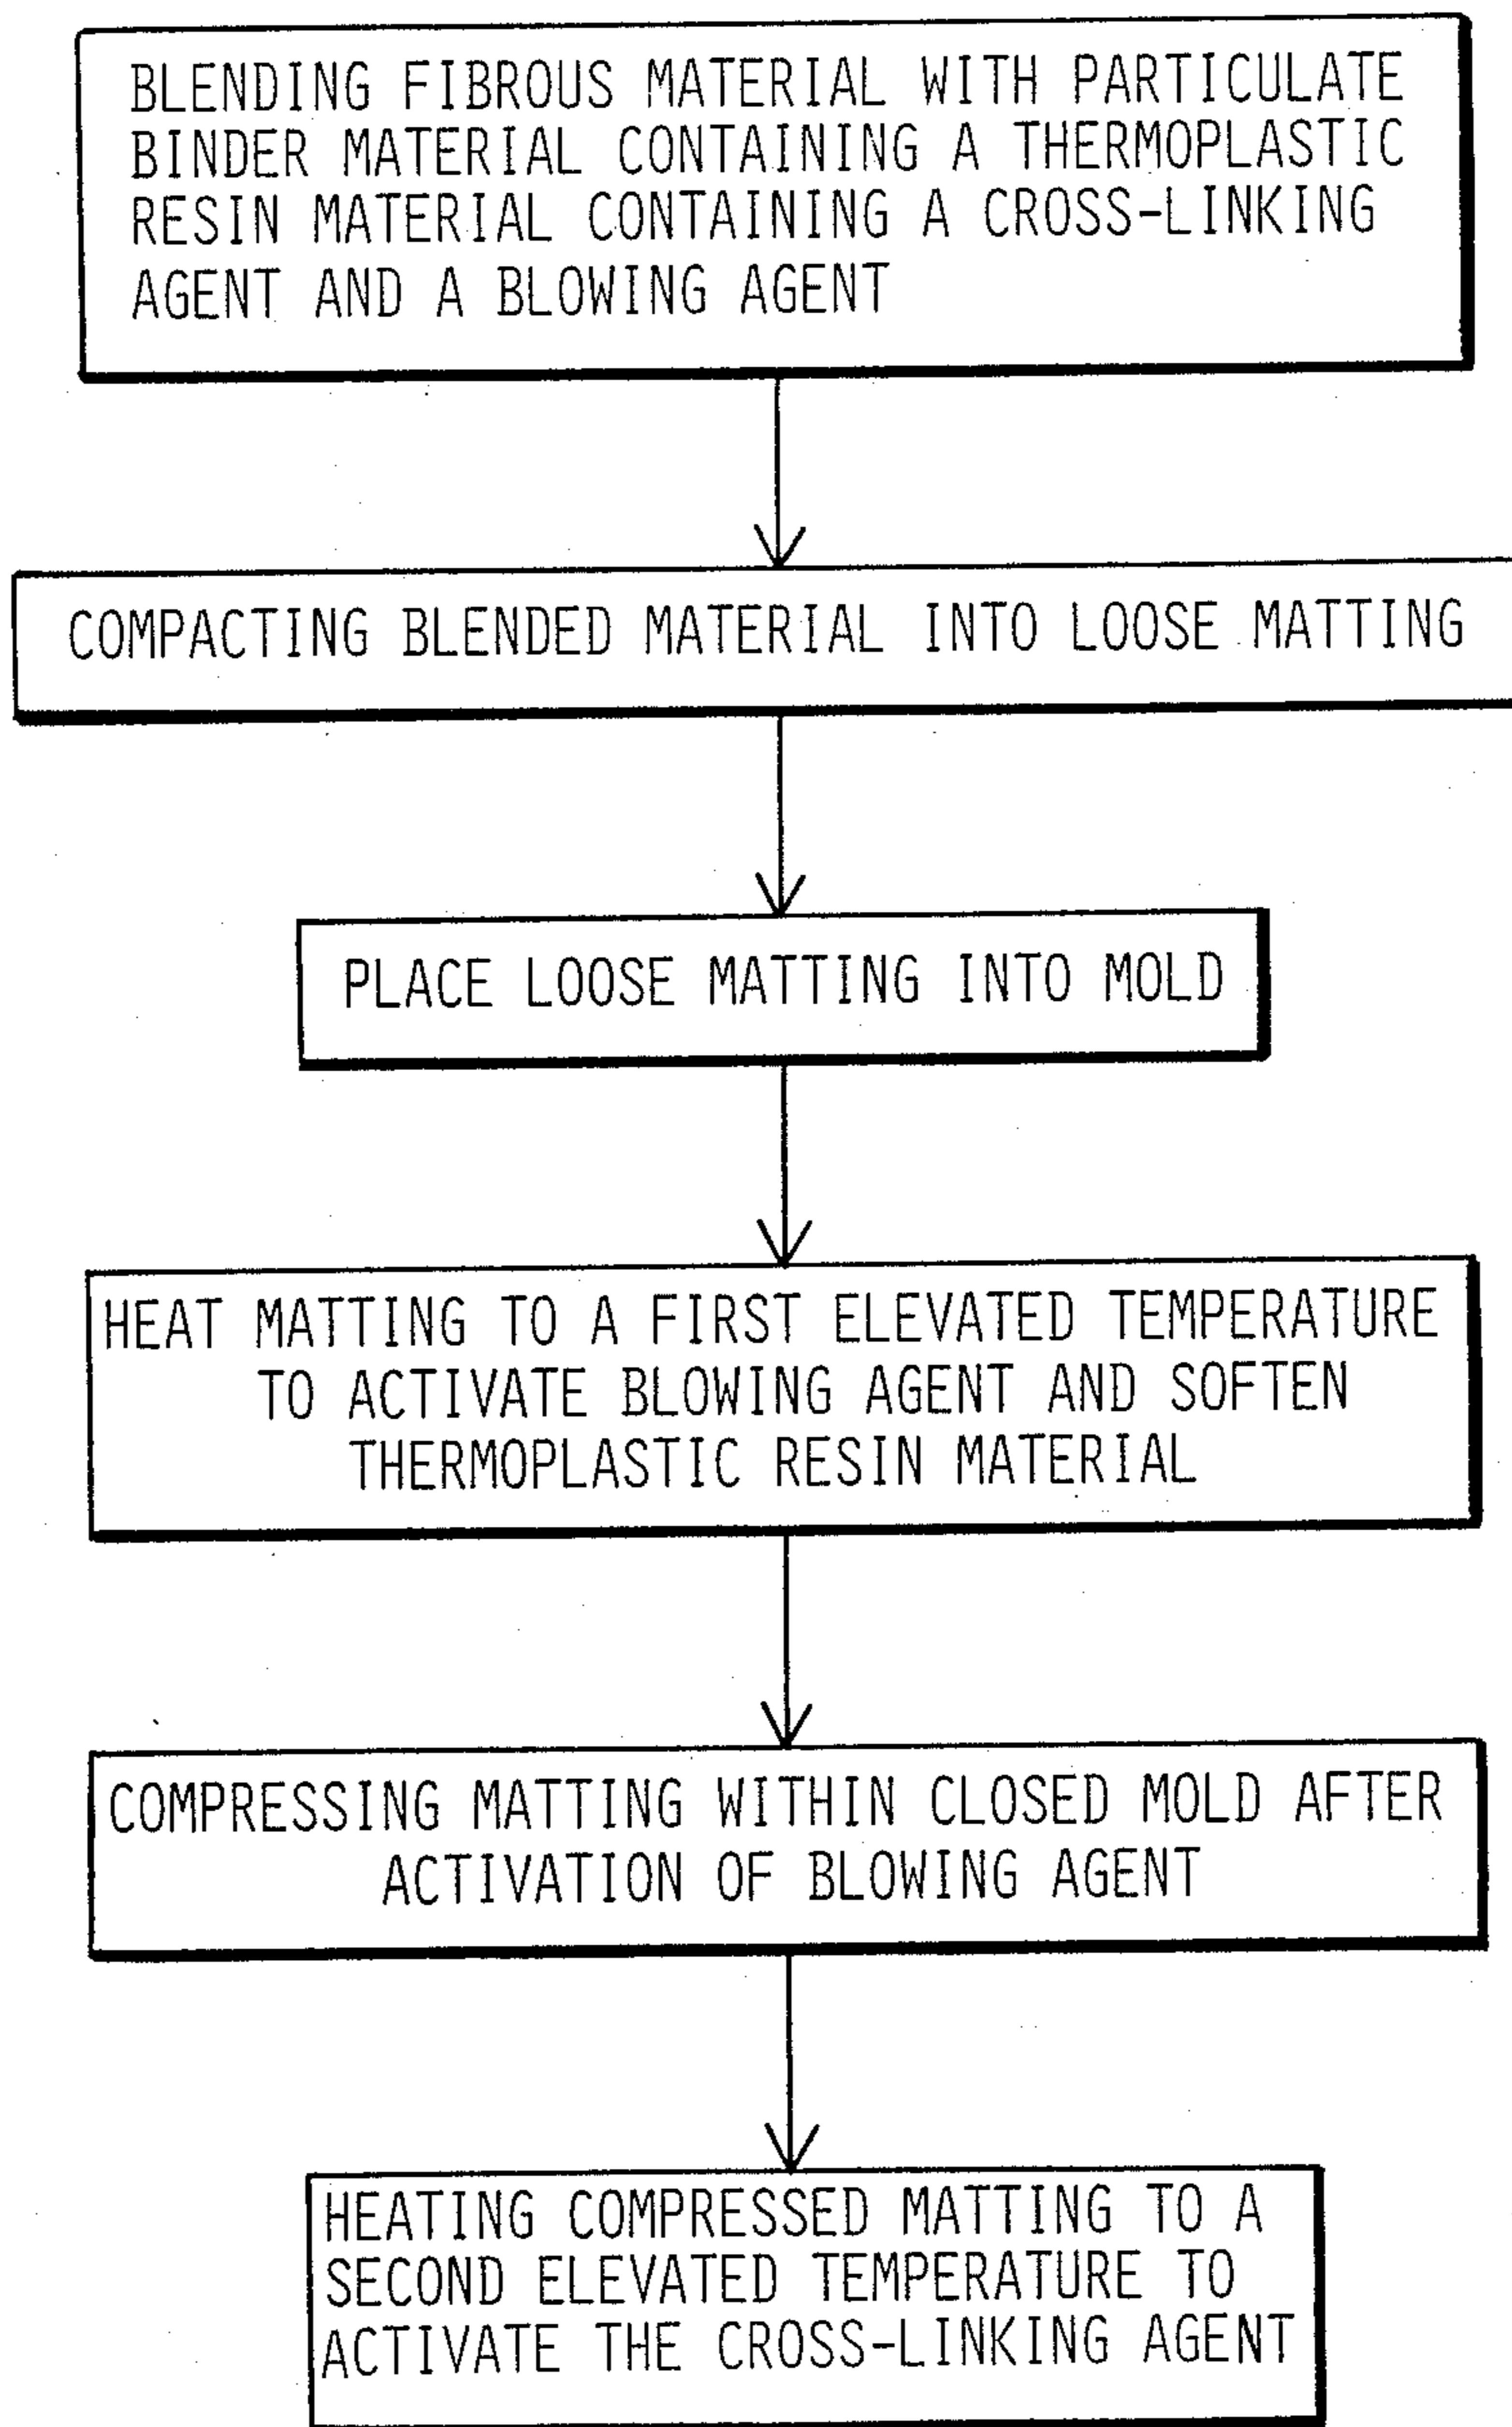 BLENDING FIBROUS MATERIAL WITH PARTICULATE
BINDER MATERIAL CONTAINING A THERMOPLASTIC
RESIN MATERIAL CONTAINING A CROSS-LINKING
AGENT AND A BLOWING AGENT
COMPACTING BLENDED MATERIAL INTO LOOSE MATTING
PLACE LOOSE MATTING INTO MOLD
HEAT MATTING TO A FIRST ELEVATED TEMPERATURE
TO ACTIVATE BLOWING AGENT AND SOFTEN
THERMOPLASTIC RESIN MATERIAL
COMPRESSING MATTING WITHIN CLOSED MOLD AFTER
ACTIVATION OF BLOWING AGENT
HEATING COMPRESSED MATTING TO A
SECOND ELEVATED TEMPERATURE TO
ACTIVATE THE CROSS-LINKING AGENT